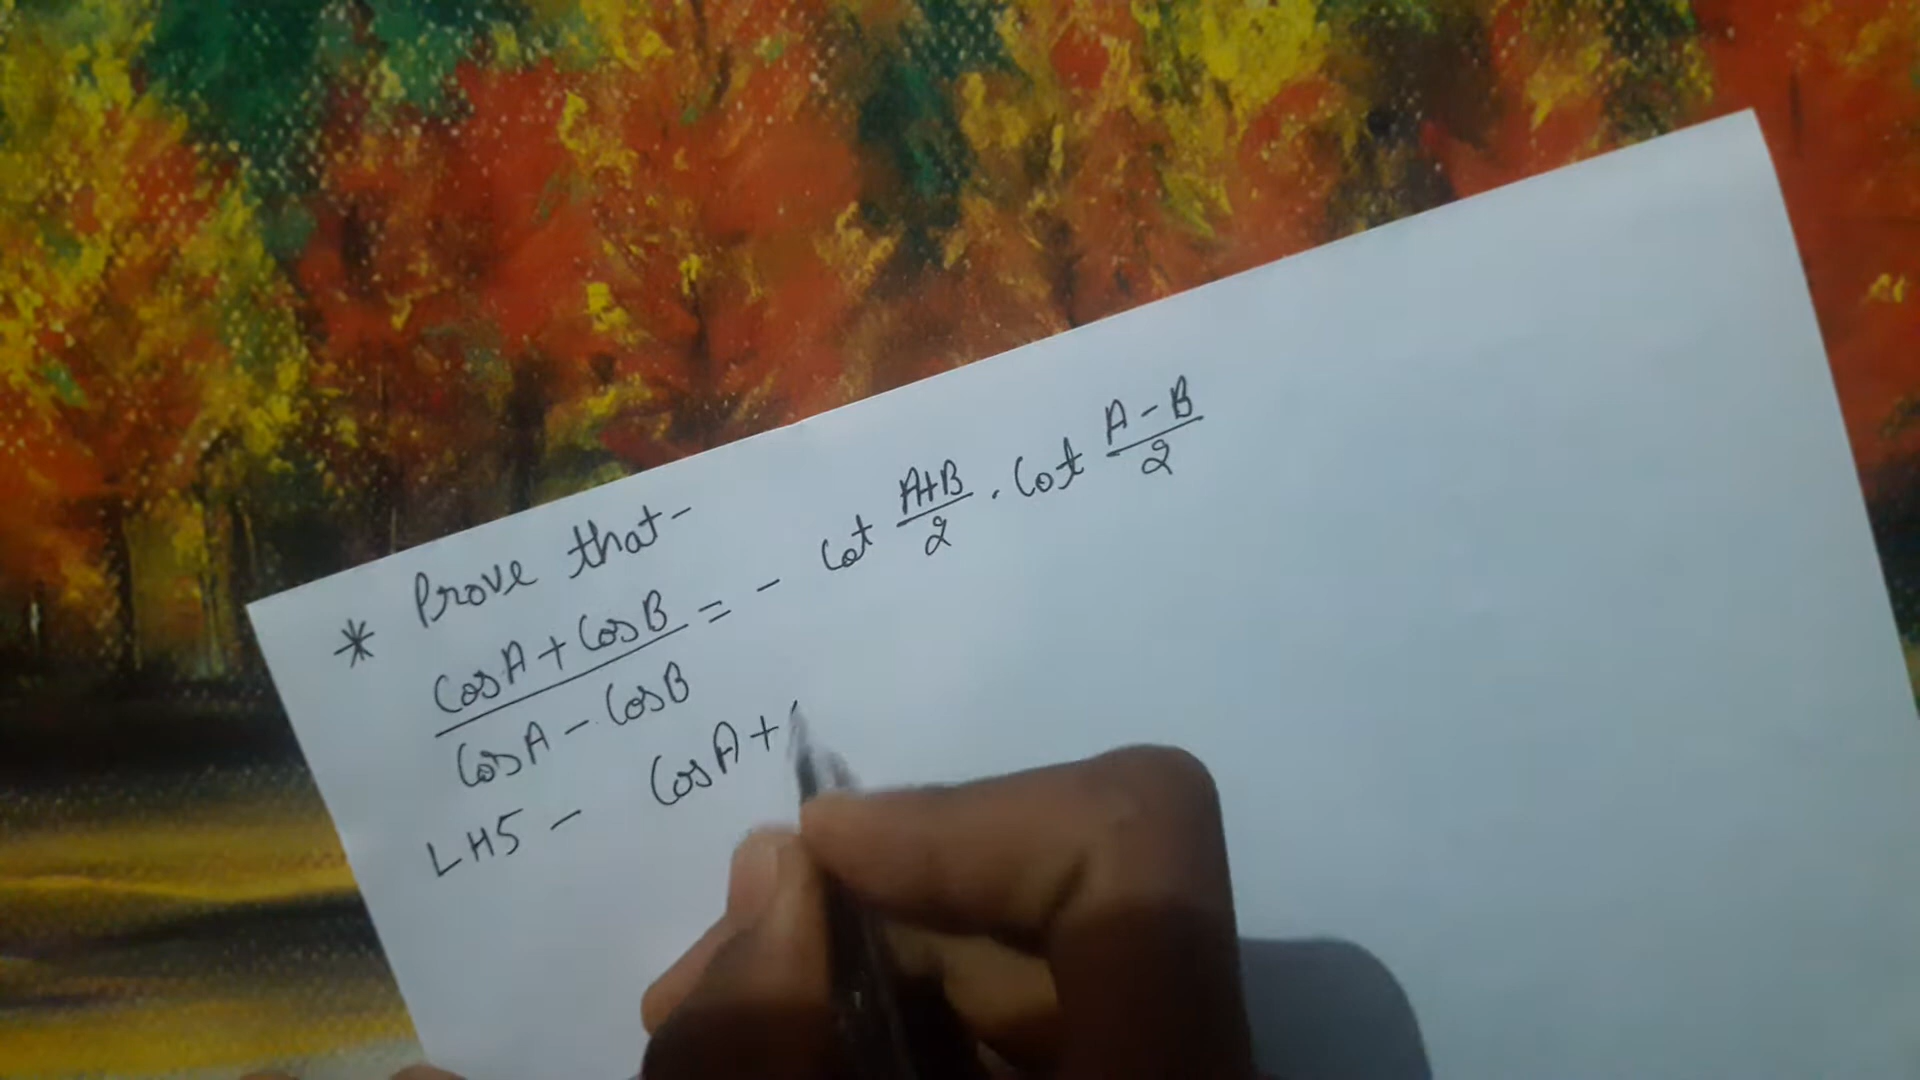 * Prove that-
CosA + CosB / CosA - CosB = - Cot A+B/2 . Cot A-B/2
LHS - CosA +